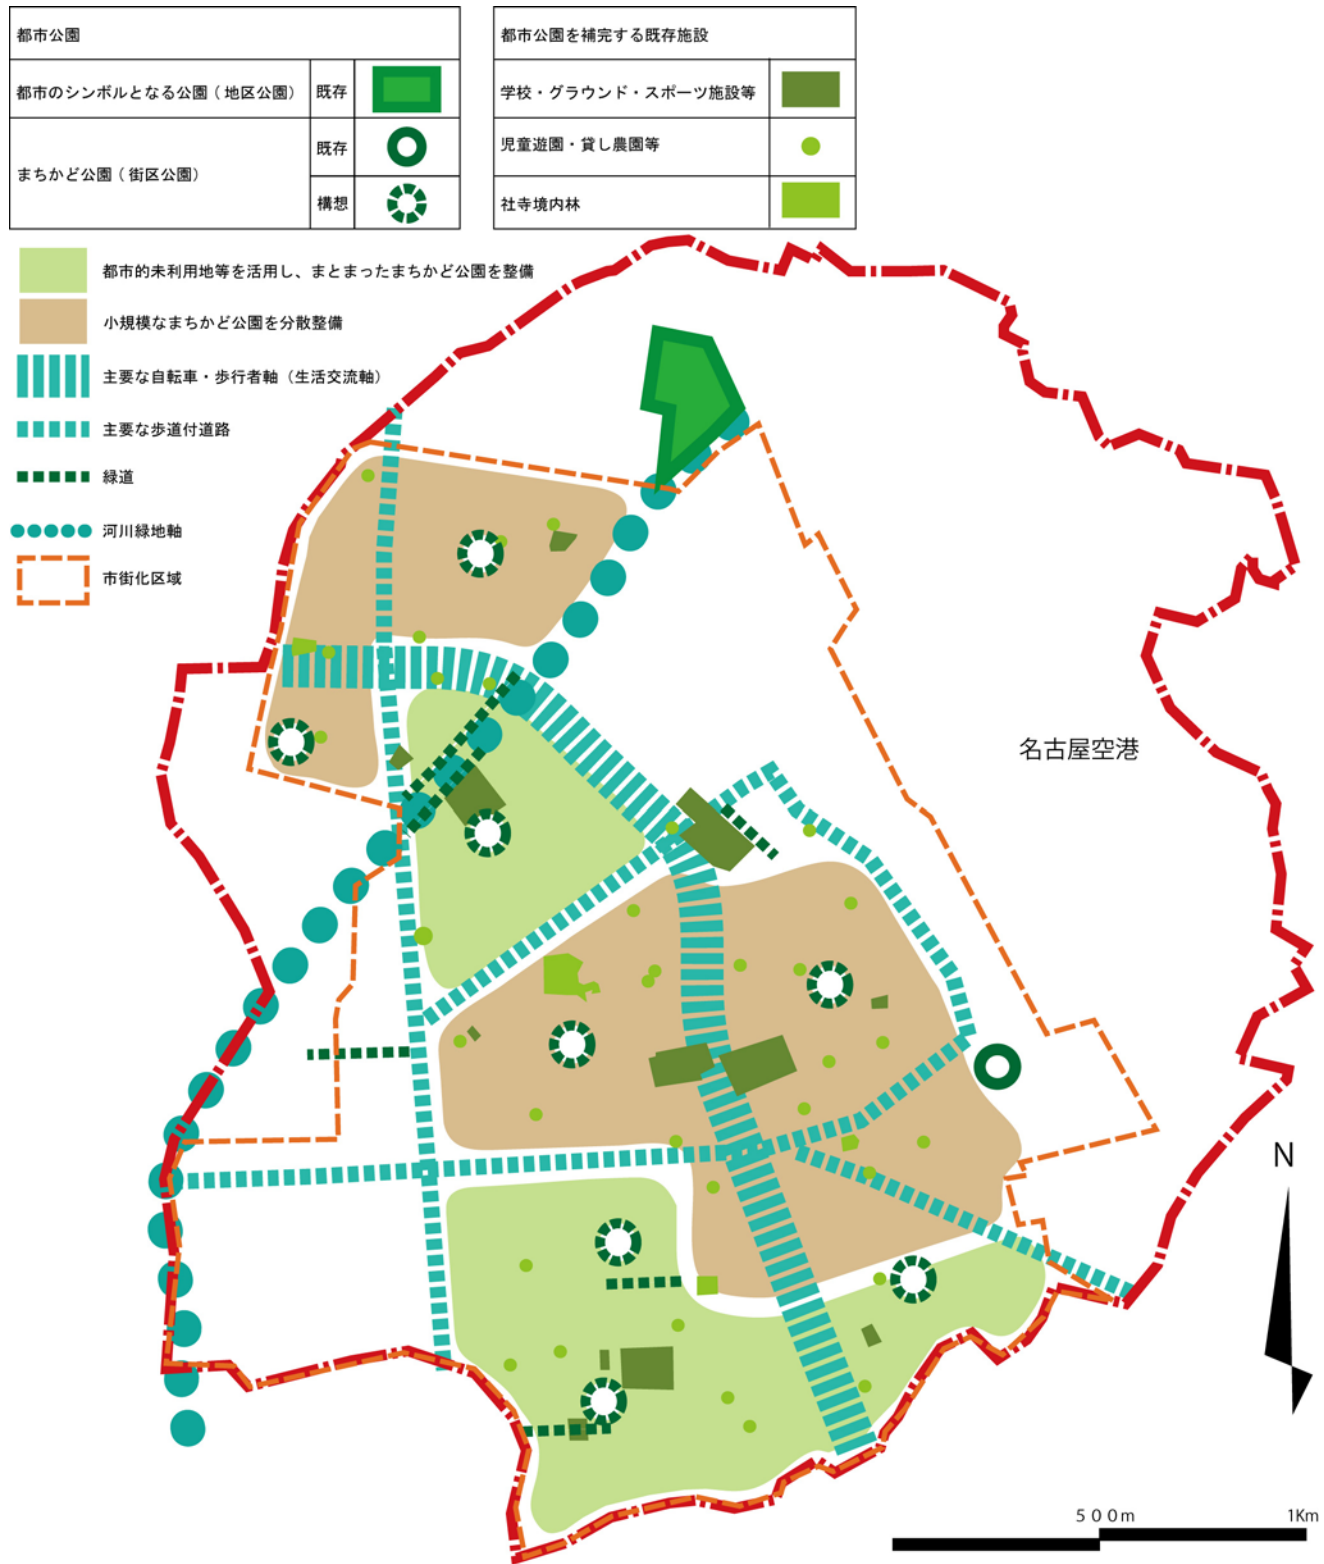 都市公園
都市のシンボルとなる公園（地区公園）
既存
まちかど公園（街区公園）
既存
構想
都市公園を補完する既存施設
学校・グラウンド・スポーツ施設等
児童遊園・貸し農園等
社寺境内林
都市的未利用地等を活用し、まとまったまちかど公園を整備
小規模なまちかど公園を分散整備
主要な自転車・歩行者軸（生活交流軸）
主要な歩道付道路
緑道
河川緑地軸
市街化区域
名古屋空港
N
500m
1Km